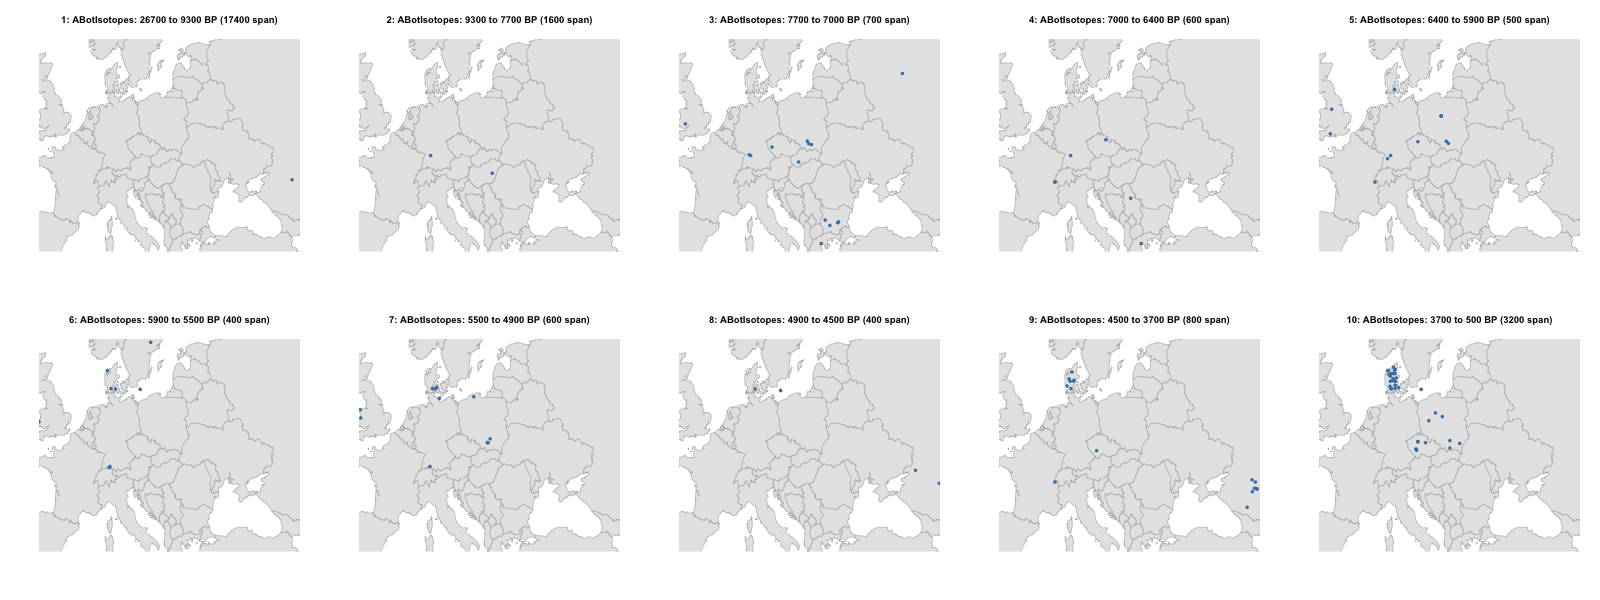 1: ABotIsotopes: 26700 to 9300 BP (17400 span)
2: ABotIsotopes: 9300 to 7700 BP (1600 span)
3: ABotIsotopes: 7700 to 7000 BP (700 span)
4: ABotIsotopes: 7000 to 6400 BP (600 span)
5: ABotIsotopes: 6400 to 5900 BP (500 span)
6: ABotIsotopes: 5900 to 5500 BP (400 span)
7: ABotIsotopes: 5500 to 4900 BP (600 span)
8: ABotIsotopes: 4900 to 4500 BP (400 span)
9: ABotIsotopes: 4500 to 3700 BP (800 span)
10: ABotIsotopes: 3700 to 500 BP (3200 span)